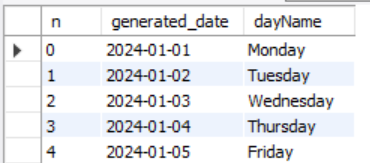 n generated_date dayName
0 2024-01-01 Monday
1 2024-01-02 Tuesday
2 2024-01-03 Wednesday
3 2024-01-04 Thursday
4 2024-01-05 Friday